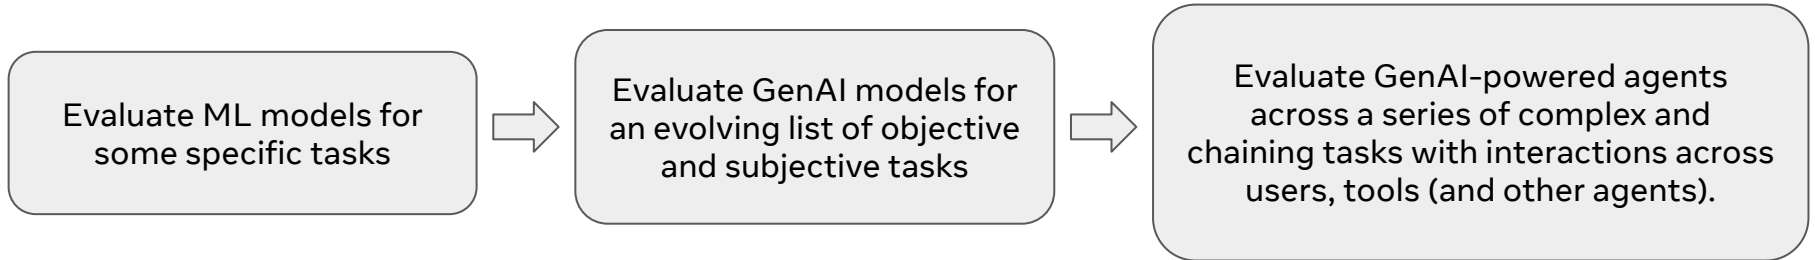 Evaluate ML models for
some specific tasks
Evaluate GenAI models for
an evolving list of objective
and subjective tasks
Evaluate GenAI-powered agents
across a series of complex and
chaining tasks with interactions across
users, tools (and other agents).